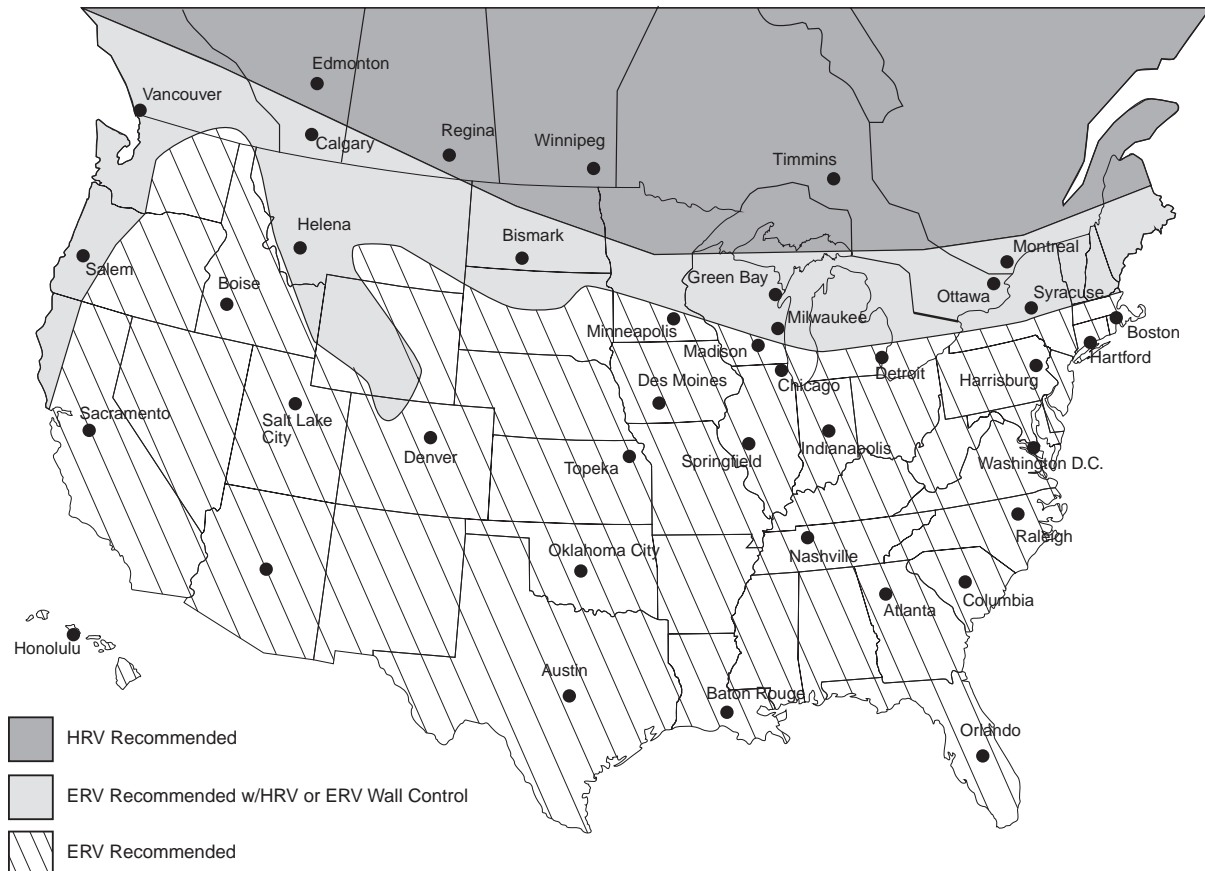 Edmonton
Vancouver
Calgary
Regina
Winnipeg
Timmins
Helena
Bismark
Montreal
Salem
Boise
Green Bay
Ottawa
Syracuse
Minneapolis
Milwaukee
Boston
Madison
Hartford
Des Moines
Chicago
Detroit
Harrisburg
Sacramento
Salt Lake
City
Denver
Topeka
Springfield
Indianapolis
Washington D.C.
Raleigh
Oklahoma City
Nashville
Columbia
Atlanta
Honolulu
Austin
Baton Rouge
Orlando
HRV Recommended
ERV Recommended w/HRV or ERV Wall Control
ERV Recommended